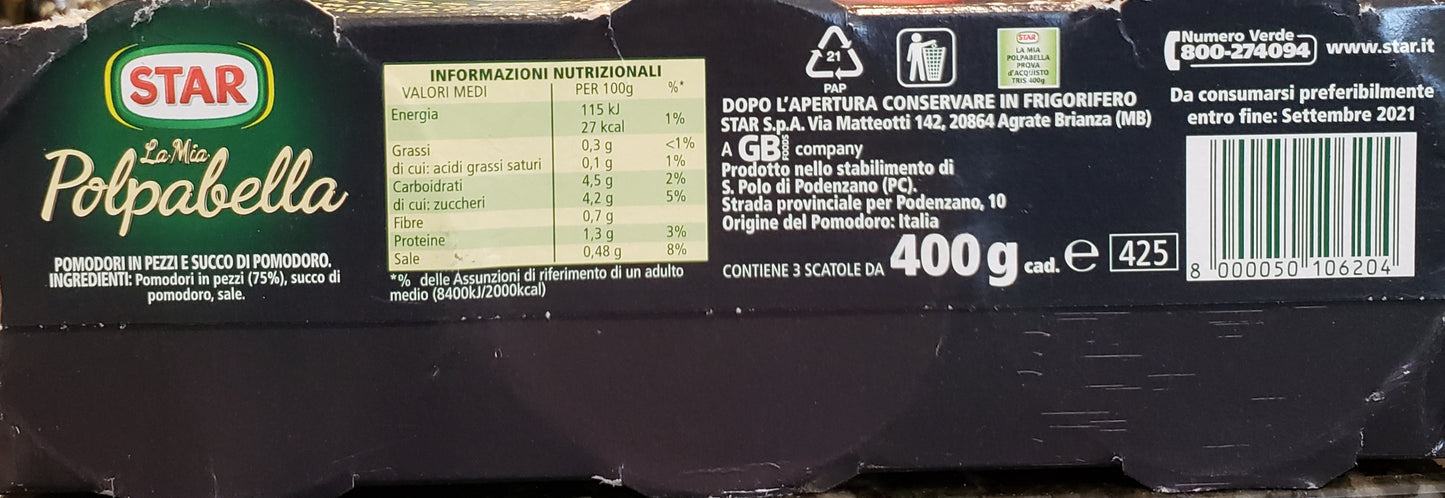 STAR
La Mia
Polpabella
POMODORI IN PEZZI E SUCCO DI POMODORO.
INGREDIENTI: Pomodori in pezzi (75%), succo di
pomodoro, sale.
INFORMAZIONI NUTRIZIONALI
VALORI MEDI PER 100g %*
Energia 115 kJ
27 kcal 1%
Grassi 0,3 g <1%
di cui: acidi grassi saturi 0,1 g 1%
Carboidrati 4,5 g 2%
di cui: zuccheri 4,2 g 5%
Fibre 0,7 g
Proteine 1,3 g 3%
Sale 0,48 g 8%
*% delle Assunzioni di riferimento di un adulto
medio (8400kJ/2000kcal)
21
PAP
STAR
LA MIA
POLPABELLA
PROVA
d'ACQUISTO
TRIS 400g
DOPO L'APERTURA CONSERVARE IN FRIGORIFERO
STAR S.p.A. Via Matteotti 142, 20864 Agrate Brianza (MB)
A GB FOODS company
Prodotto nello stabilimento di
S. Polo di Podenzano (PC).
Strada provinciale per Podenzano, 10
Origine del Pomodoro: Italia
CONTIENE 3 SCATOLE DA 400g cad. e 425
Numero Verde
800-274094 www.star.it
Da consumarsi preferibilmente
entro fine: Settembre 2021
8 000050 106204